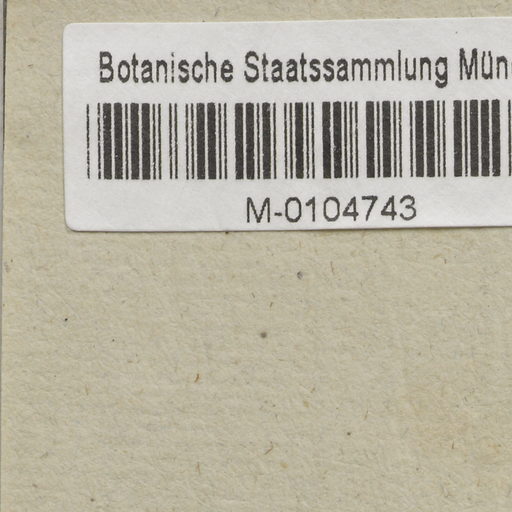 Botanische Staatssammlung Mün
M-0104743